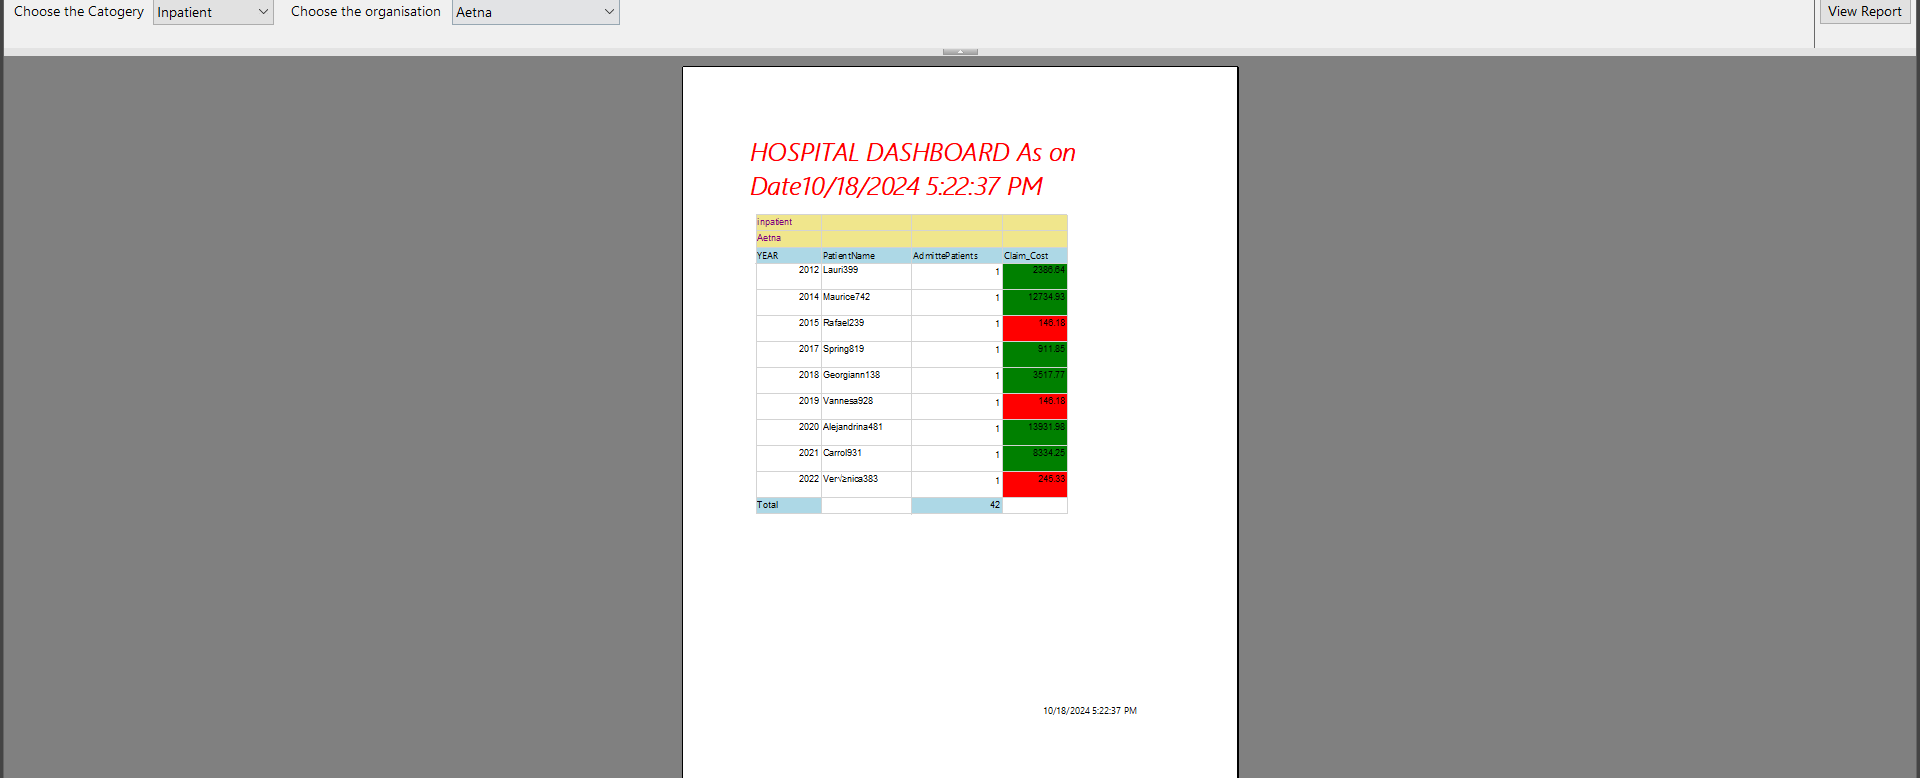 Choose the Catogery Inpatient Choose the organisation Aetna View Report
HOSPITAL DASHBOARD As on
Date10/18/2024 5:22:37 PM
inpatient
Aetna
YEAR PatientName AdmittePatients Claim_Cost
2012 Lauri399 1 2386.64
2014 Maurice742 1 12734.93
2015 Rafael239 1 146.18
2017 Spring819 1 911.85
2018 Georgiann138 1 3517.77
2019 Vannesa928 1 146.18
2020 Alejandrina481 1 13931.98
2021 Carrol931 1 8334.25
2022 Ver√≥nica383 1 245.33
Total 42
10/18/2024 5:22:37 PM